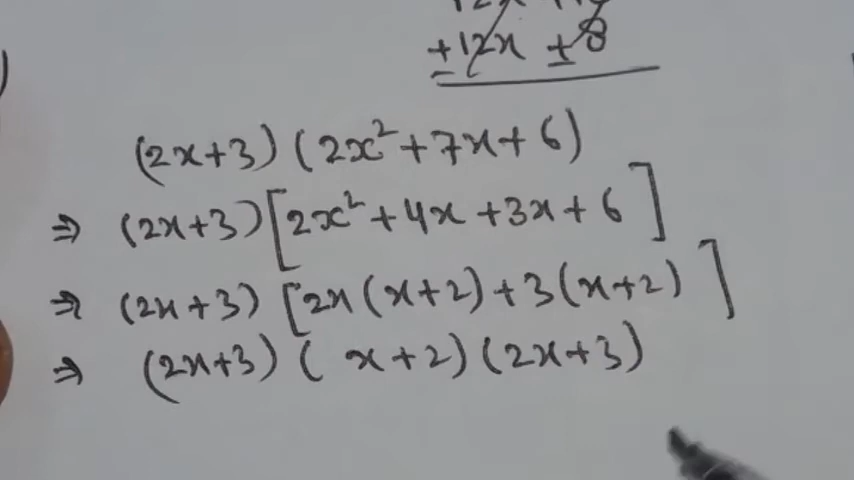 +12x ± 8
(2x+3) (2x²+7x+6)
⇒ (2x+3) [2x²+4x+3x+6]
⇒ (2x+3) [2x(x+2)+3(x+2)]
⇒ (2x+3) (x+2) (2x+3)